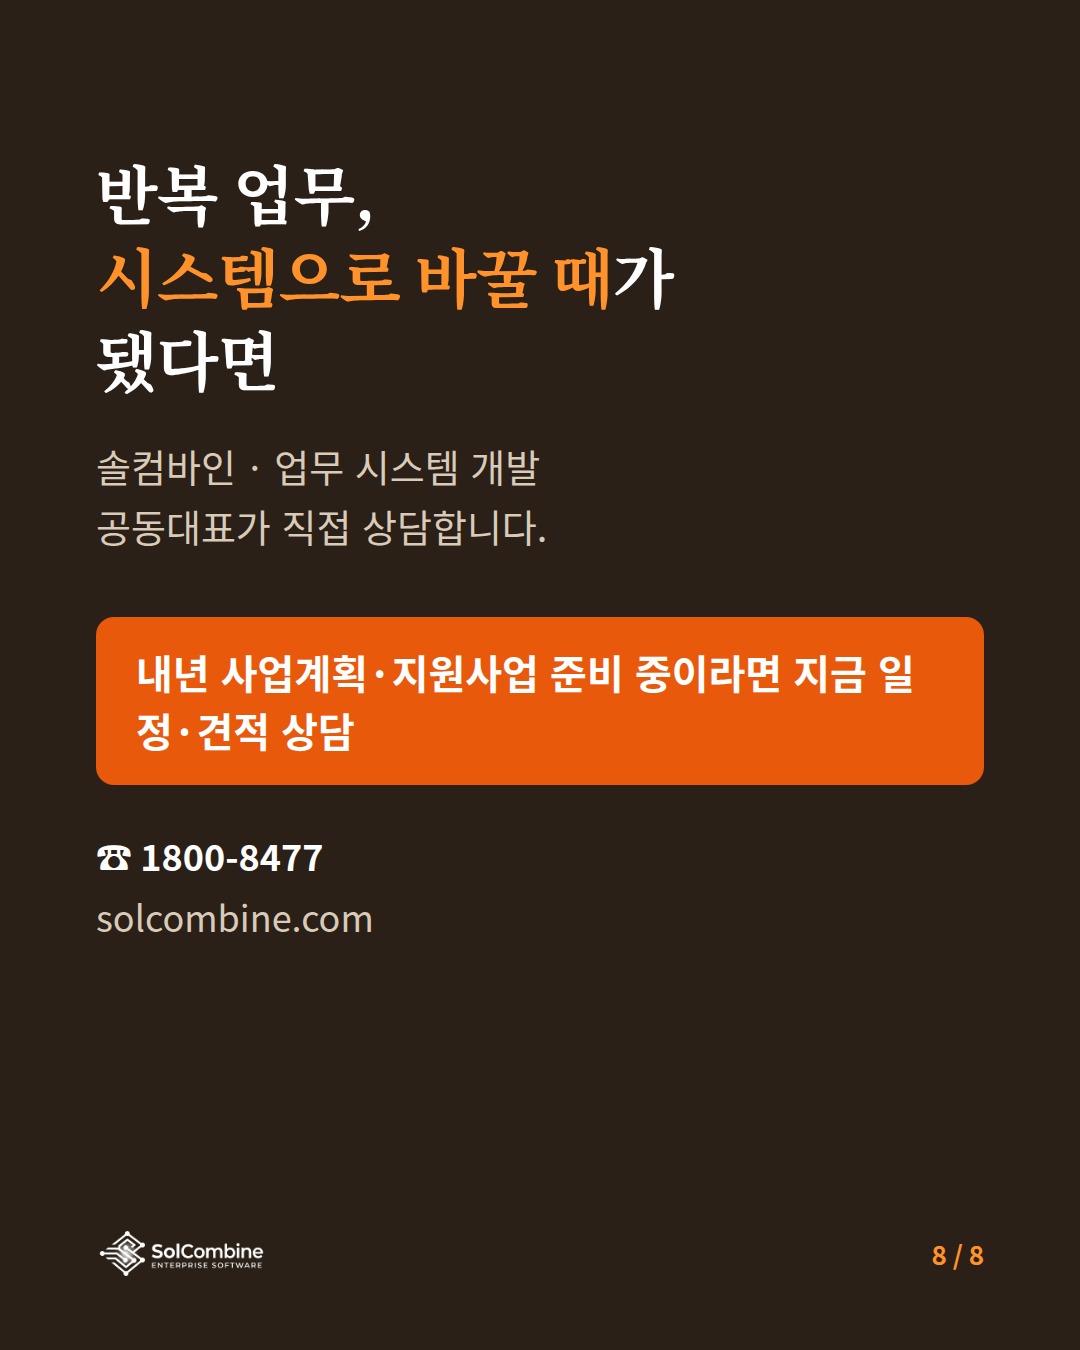 반복 업무,
시스템으로 바꿀 때가
됐다면
솔컴바인 · 업무 시스템 개발
공동대표가 직접 상담합니다.
내년 사업계획·지원사업 준비 중이라면 지금 일
정·견적 상담
☎ 1800-8477
solcombine.com
SolCombine
ENTERPRISE SOFTWARE
8 / 8